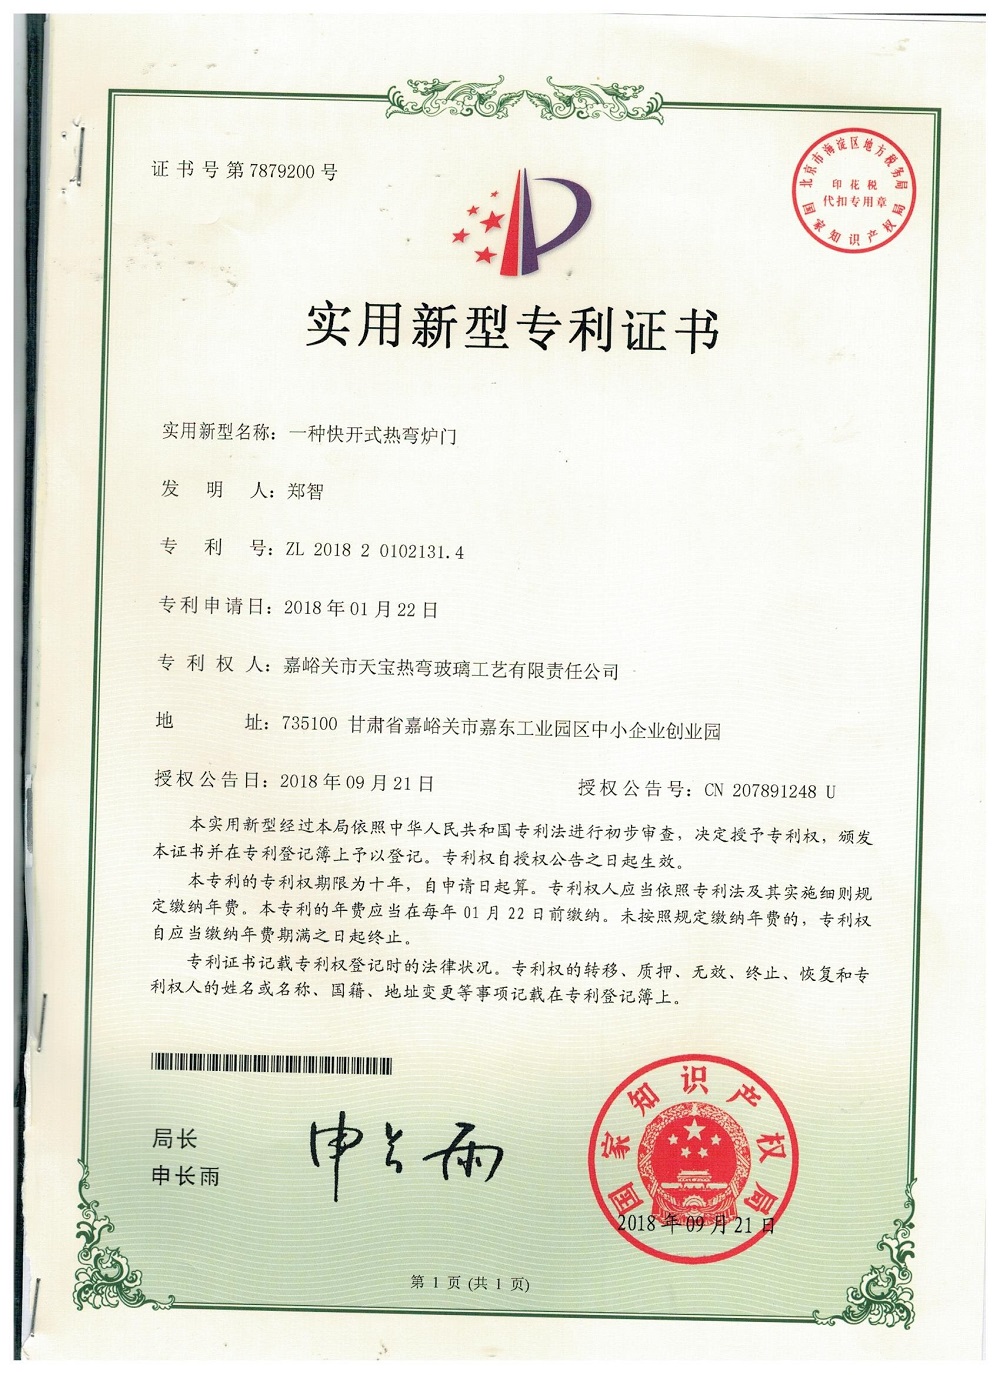 证书号第7879200号
北京市海淀区地方税务局
印花税
代扣专用章
国家知识产权局
实用新型专利证书
实用新型名称：一种快开式热弯炉门
发明人：郑智
专利号：ZL 2018 2 0102131.4
专利申请日：2018年01月22日
专利权人：嘉峪关市天宝热弯玻璃工艺有限责任公司
地址：735100 甘肃省嘉峪关市嘉东工业园区中小企业创业园
授权公告日：2018年09月21日 授权公告号：CN 207891248 U
本实用新型经过本局依照中华人民共和国专利法进行初步审查，决定授予专利权，颁发
本证书并在专利登记簿上予以登记。专利权自授权公告之日起生效。
本专利的专利权期限为十年，自申请日起算。专利权人应当依照专利法及其实施细则规
定缴纳年费。本专利的年费应当在每年01月22日前缴纳。未按照规定缴纳年费的，专利权
自应当缴纳年费期满之日起终止。
专利证书记载专利权登记时的法律状况。专利权的转移、质押、无效、终止、恢复和专
利权人的姓名或名称、国籍、地址变更等事项记载在专利登记簿上。
局长
申长雨
申长雨
国家知识产权局
2018年09月21日
第1页(共1页)